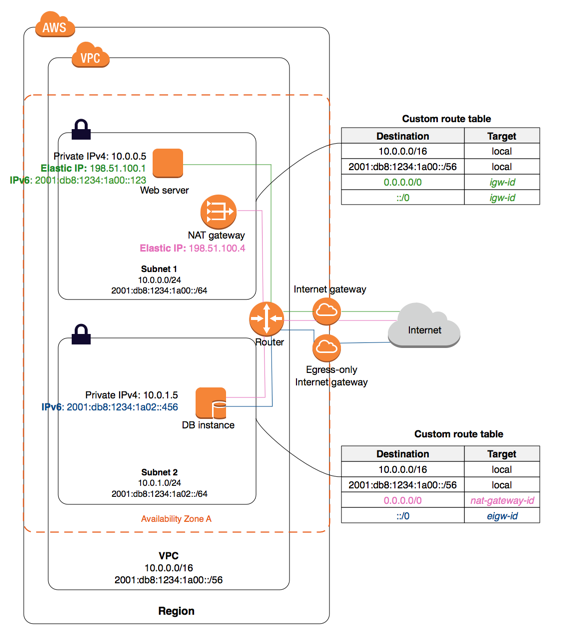 AWS
VPC
Private IPv4: 10.0.0.5
Elastic IP: 198.51.100.1
IPv6: 2001:db8:1234:1a00::123
Web server
NAT gateway
Elastic IP: 198.51.100.4
Subnet 1
10.0.0.0/24
2001:db8:1234:1a00::/64
Custom route table
Destination Target
10.0.0.0/16 local
2001:db8:1234:1a00::/56 local
0.0.0.0/0 igw-id
::/0 igw-id
Internet gateway
Router
Internet
Egress-only
Internet gateway
Private IPv4: 10.0.1.5
IPv6: 2001:db8:1234:1a02::456
DB instance
Subnet 2
10.0.1.0/24
2001:db8:1234:1a02::/64
Custom route table
Destination Target
10.0.0.0/16 local
2001:db8:1234:1a00::/56 local
0.0.0.0/0 nat-gateway-id
::/0 eigw-id
Availability Zone A
VPC
10.0.0.0/16
2001:db8:1234:1a00::/56
Region